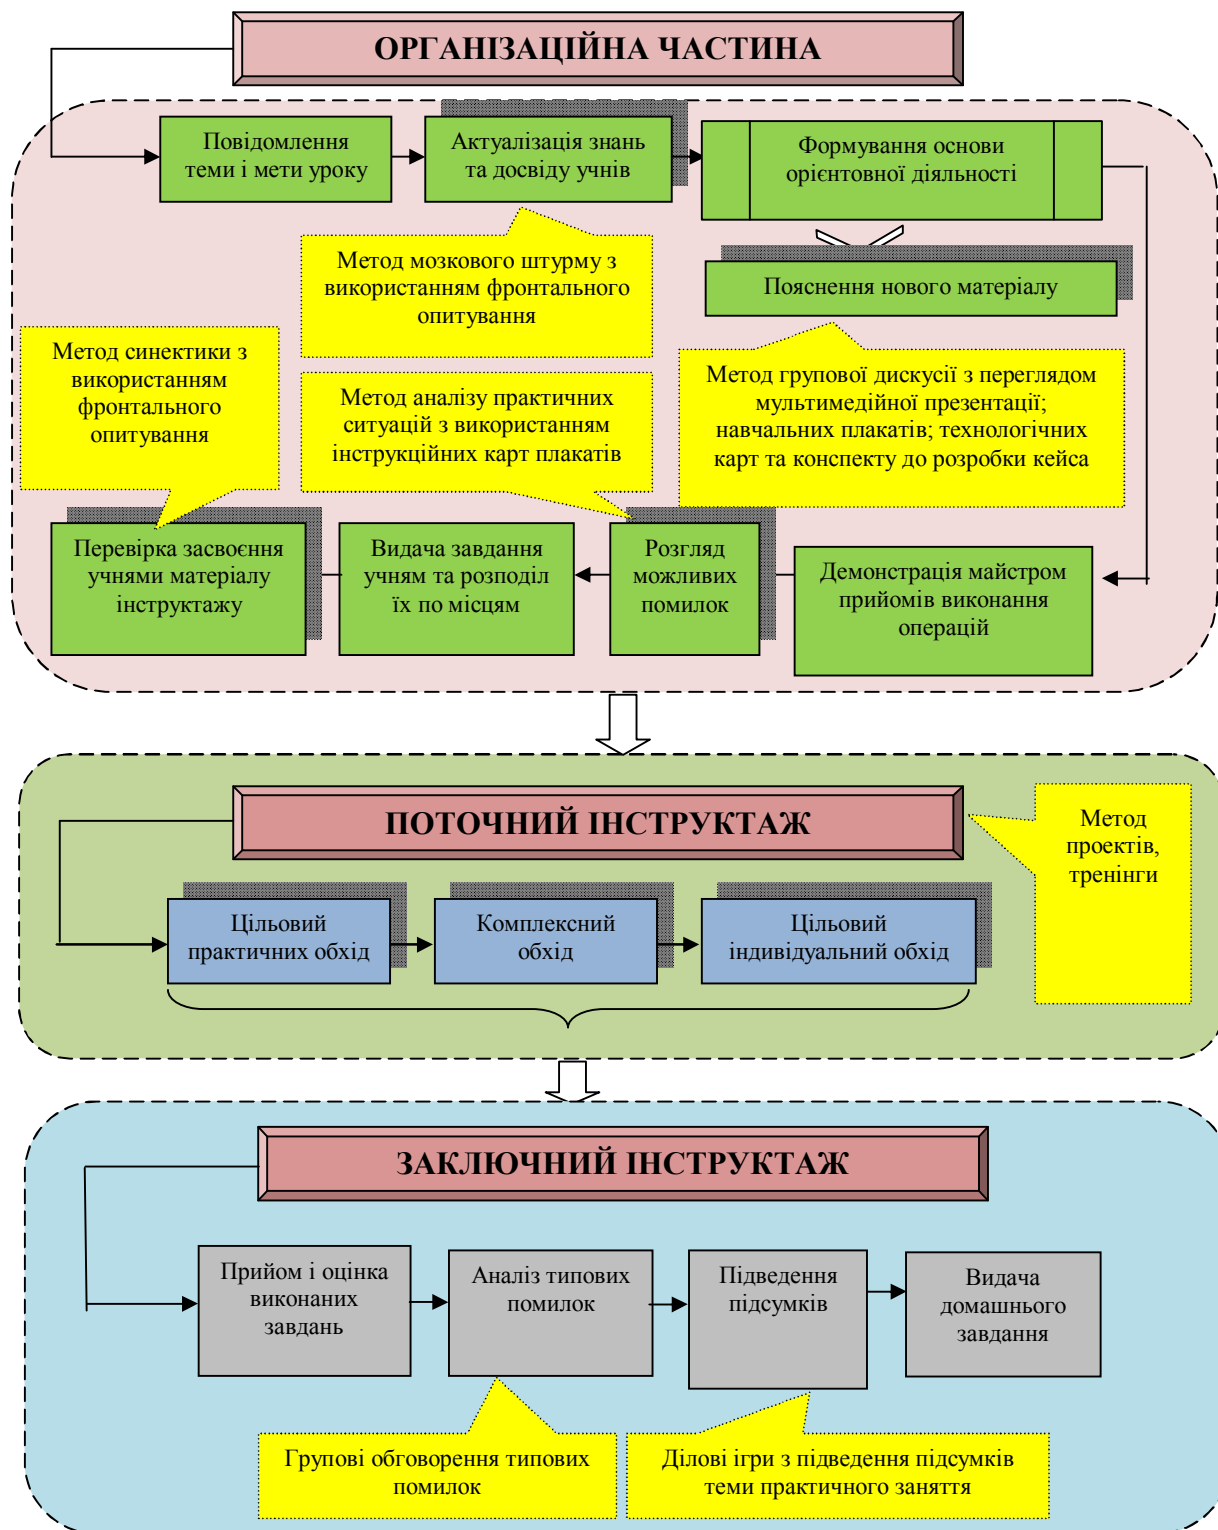 ОРГАНІЗАЦІЙНА ЧАСТИНА
Повідомлення
теми і мети уроку
Актуалізація знань
та досвіду учнів
Формування основи
орієнтовної діяльності
Метод мозкового штурму з
використанням фронтального
опитування
Пояснення нового матеріалу
Метод синектики з
використанням
фронтального
опитування
Метод аналізу практичних
ситуацій з використанням
інструкційних карт плакатів
Метод групової дискусії з переглядом
мультимедійної презентації;
навчальних плакатів; технологічних
карт та конспекту до розробки кейса
Перевірка засвоєння
учнями матеріалу
інструктажу
Видача завдання
учням та розподіл
їх по місцям
Розгляд
можливих
помилок
Демонстрація майстром
прийомів виконання
операцій
ПОТОЧНИЙ ІНСТРУКТАЖ
Метод
проектів,
тренінги
Цільовий
практичних обхід
Комплексний
обхід
Цільовий
індивідуальний обхід
ЗАКЛЮЧНИЙ ІНСТРУКТАЖ
Прийом і оцінка
виконаних
завдань
Аналіз типових
помилок
Підведення
підсумків
Видача
домашнього
завдання
Групові обговорення типових
помилок
Ділові ігри з підведення підсумків
теми практичного заняття